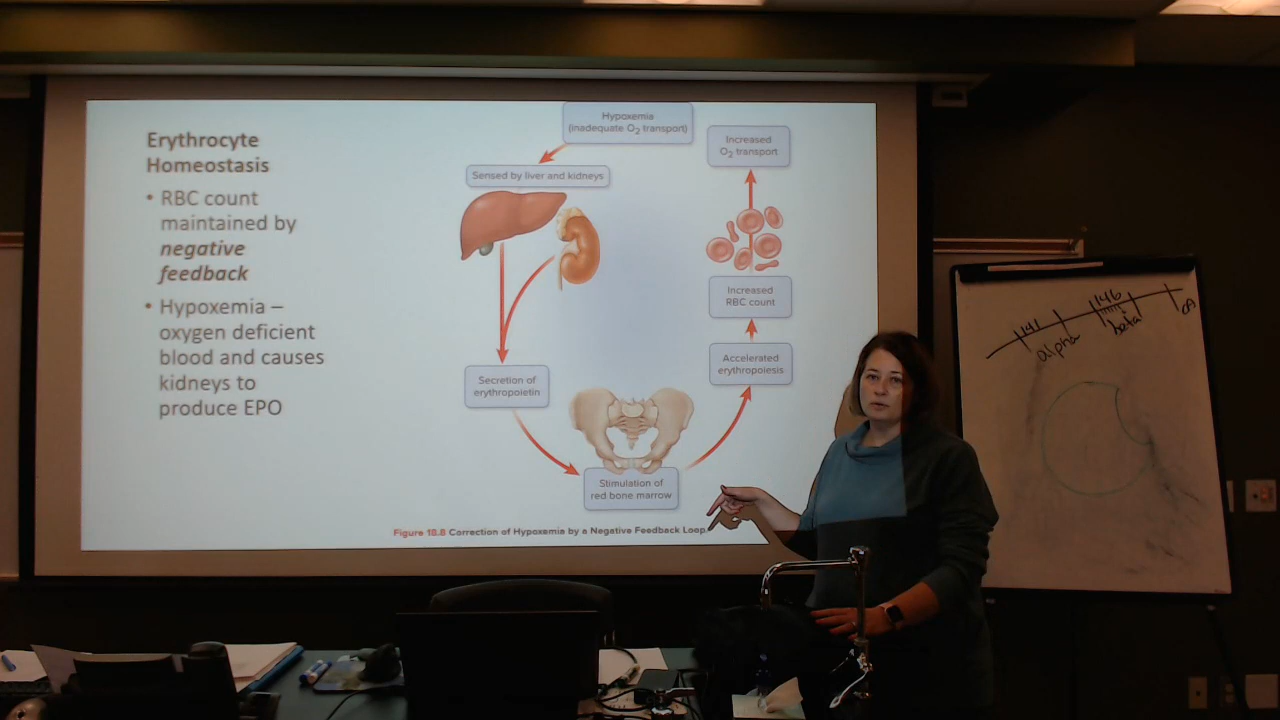 Erythrocyte
Homeostasis
• RBC count
maintained by
negative
feedback
• Hypoxemia –
oxygen deficient
blood and causes
kidneys to
produce EPO
Hypoxemia
(inadequate O2 transport)
Sensed by liver and kidneys
Secretion of
erythropoietin
Stimulation of
red bone marrow
Accelerated
erythropoiesis
Increased
RBC count
Increased
O2 transport
Figure 18.8 Correction of Hypoxemia by a Negative Feedback Loop.
141
alpha
146
beta